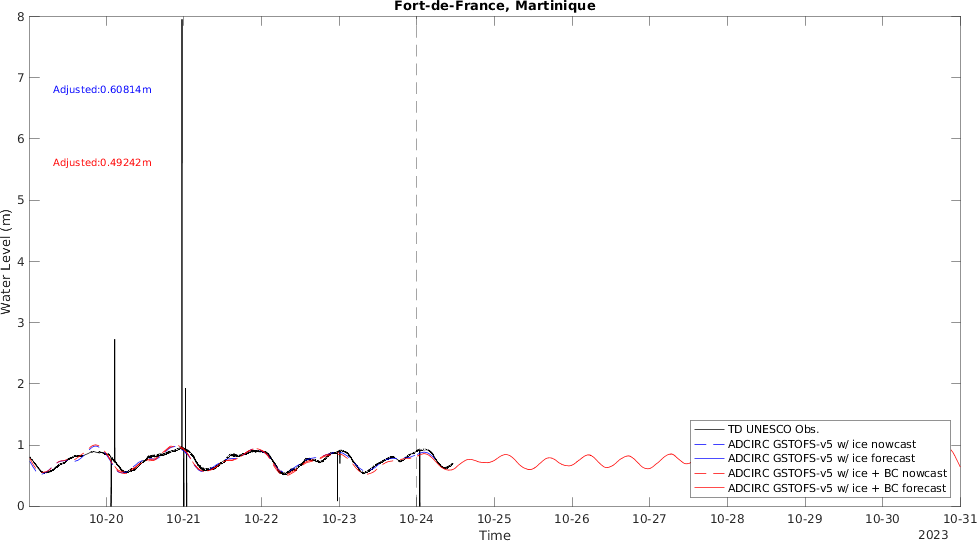 Fort-de-France, Martinique
8
7
6
5
4
3
2
1
0
Water Level (m)
Adjusted:0.60814m
Adjusted:0.49242m
TD UNESCO Obs.
ADCIRC GSTOFS-v5 w/ ice nowcast
ADCIRC GSTOFS-v5 w/ ice forecast
ADCIRC GSTOFS-v5 w/ ice + BC nowcast
ADCIRC GSTOFS-v5 w/ ice + BC forecast
10-20 10-21 10-22 10-23 10-24 10-25 10-26 10-27 10-28 10-29 10-30 10-31
Time
2023